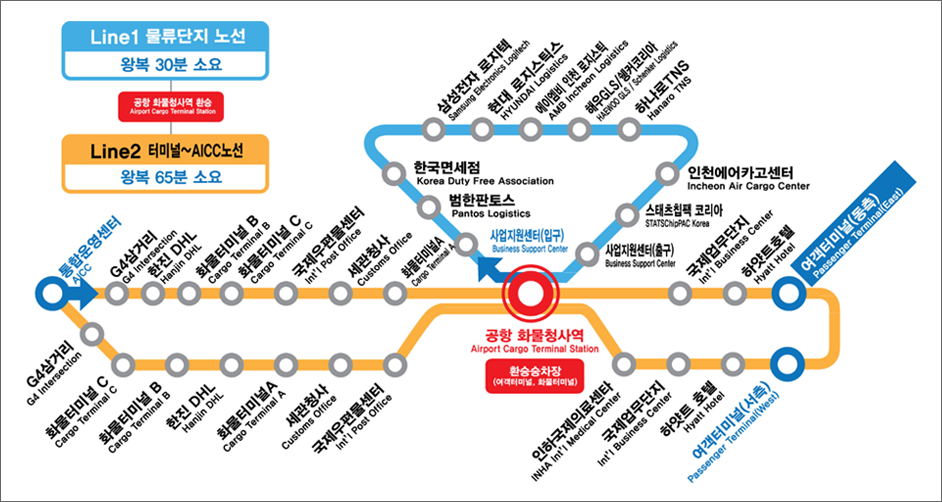 Line1 물류단지 노선
왕복 30분 소요
공항 화물청사역 환승
Airport Cargo Terminal Station
Line2 터미널~AICC노선
왕복 65분 소요
삼성전자 로지텍
Samsung Electronics Logitech
현대 로지스틱스
HYUNDAI Logistics
에이엠비 인천 로지스틱
AMB Incheon Logistics
해우GLS/쉥커코리아
HAEWOO GLS / Schenker Logistics
하나로TNS
Hanaro TNS
한국면세점
Korea Duty Free Association
범한판토스
Pantos Logistics
사업지원센터(입구)
Business Support Center
인천에어카고센터
Incheon Air Cargo Center
스태츠칩팩 코리아
STATSChipPAC Korea
사업지원센터(출구)
Business Support Center
통합운영센터
AICC
G4삼거리
G4 Intersection
한진 DHL
Hanjin DHL
화물터미널 B
Cargo Terminal B
화물터미널 C
Cargo Terminal C
국제우편물센터
Int'l Post Office
세관청사
Customs Office
화물터미널A
Cargo Terminal A
국제업무단지
Int'l Business Center
하얏트호텔
Hyatt Hotel
여객터미널(동측)
Passenger Terminal(East)
공항 화물청사역
Airport Cargo Terminal Station
환승승차장
(여객터미널, 화물터미널)
G4삼거리
G4 Intersection
화물터미널 C
Cargo Terminal C
화물터미널 B
Cargo Terminal B
한진 DHL
Hanjin DHL
화물터미널A
Cargo Terminal A
세관청사
Customs Office
국제우편물센터
Int'l Post Office
인하국제의료센타
INHA Int'l Medical Center
국제업무단지
Int'l Business Center
하얏트 호텔
Hyatt Hotel
여객터미널(서측)
Passenger Terminal(West)